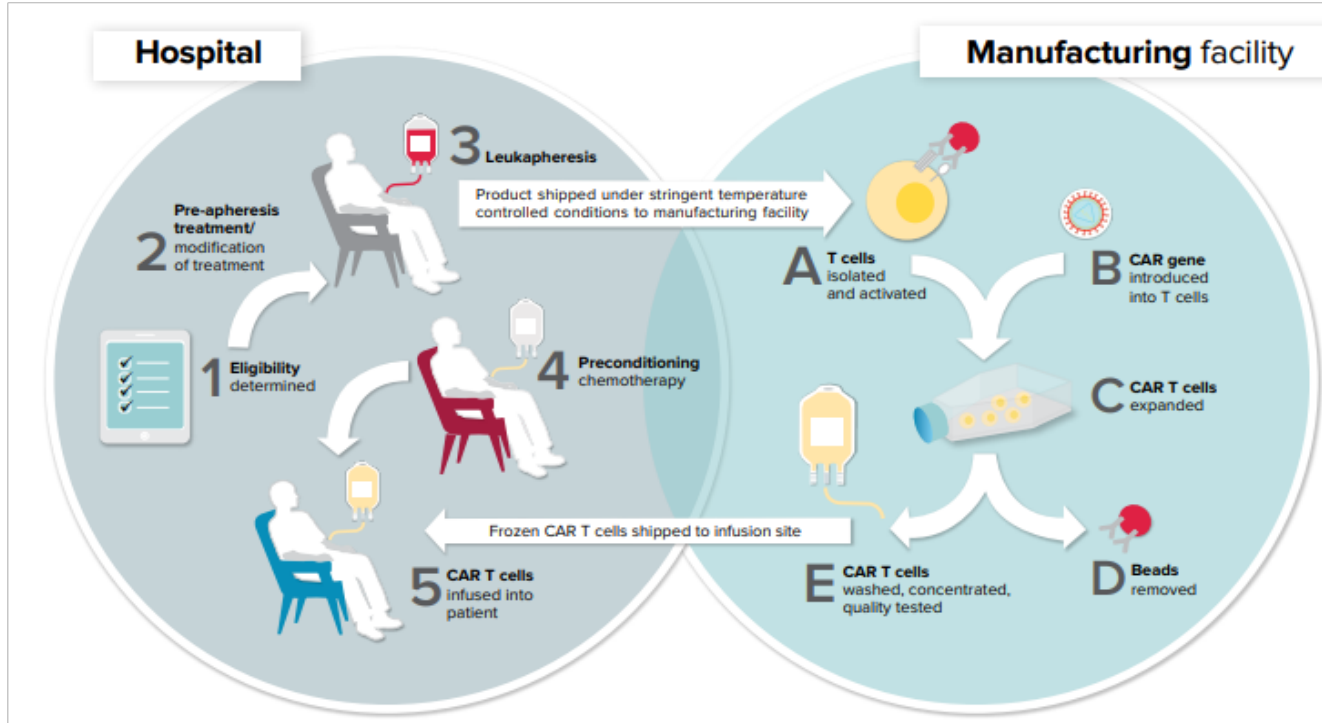 Hospital
Manufacturing facility
3 Leukapheresis
Product shipped under stringent temperature
controlled conditions to manufacturing facility
2 Pre-apheresis
treatment/
modification
of treatment
1 Eligibility
determined
4 Preconditioning
chemotherapy
5 CAR T cells
infused into
patient
A T cells
isolated
and activated
B CAR gene
introduced
into T cells
C CAR T cells
expanded
D Beads
removed
E CAR T cells
washed, concentrated,
quality tested
Frozen CAR T cells shipped to infusion site